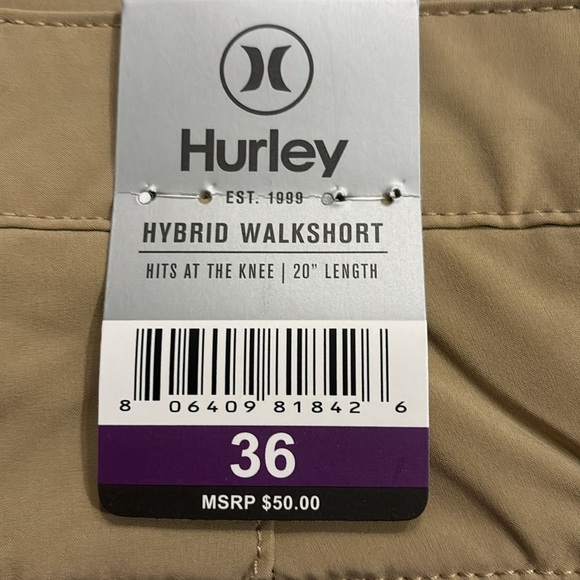 Hurley
EST. 1999
HYBRID WALKSHORT
HITS AT THE KNEE | 20" LENGTH
8 06409 81842 6
36
MSRP $50.00